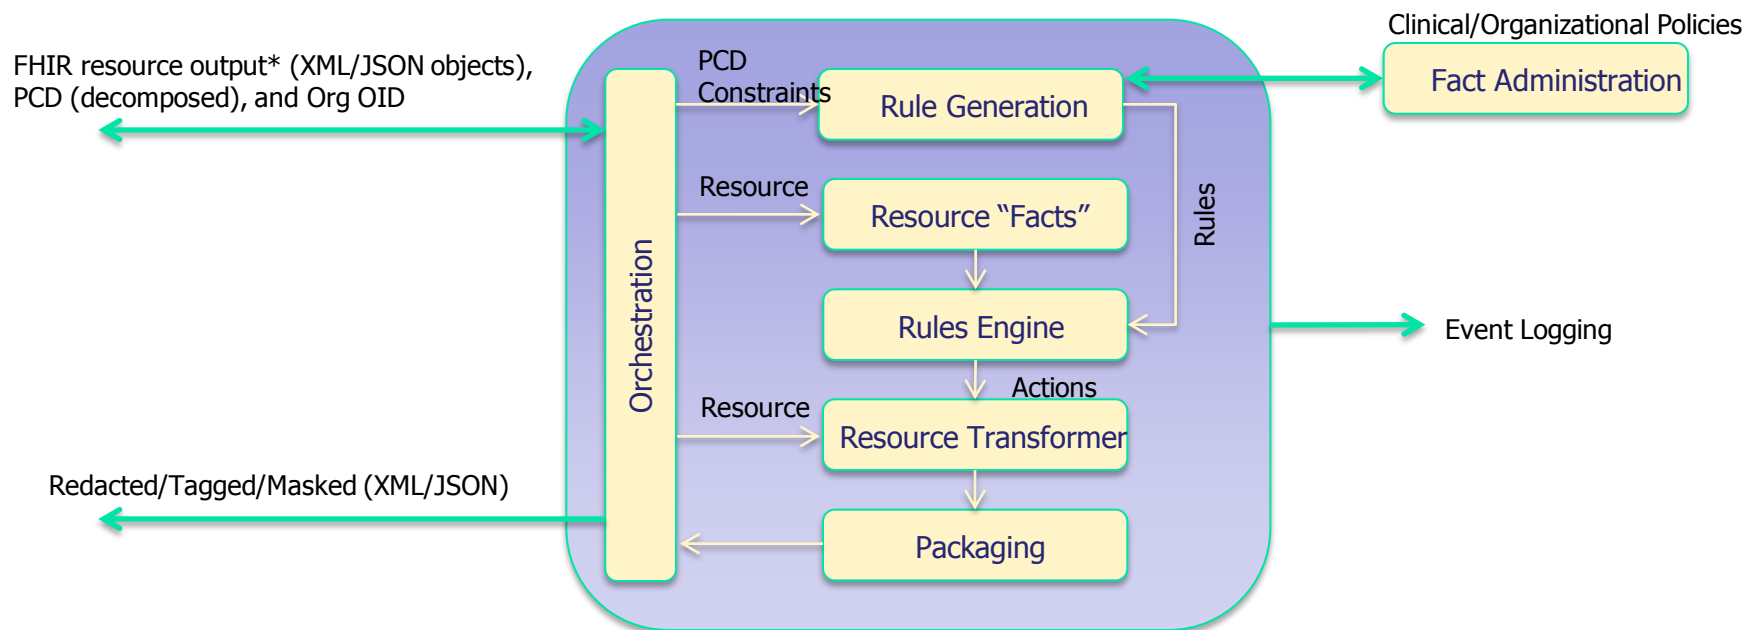 Clinical/Organizational Policies
FHIR resource output* (XML/JSON objects),
PCD (decomposed), and Org OID
PCD
Constraints
Rule Generation
Fact Administration
Resource
Resource “Facts”
Rules
Orchestration
Rules Engine
Event Logging
Actions
Resource
Resource Transformer
Redacted/Tagged/Masked (XML/JSON)
Packaging